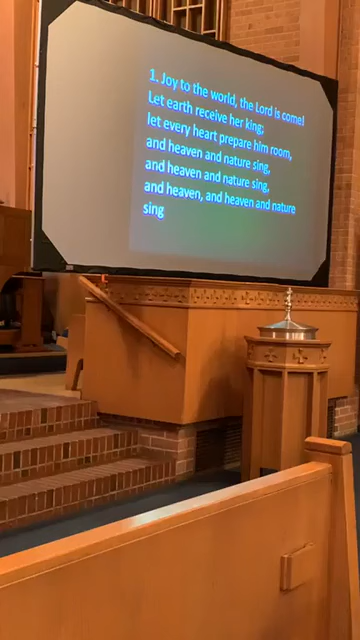 1. Joy to the world, the Lord is come!
Let earth receive her king;
let every heart prepare him room,
and heaven and nature sing,
and heaven and nature sing,
and heaven, and heaven and nature
sing